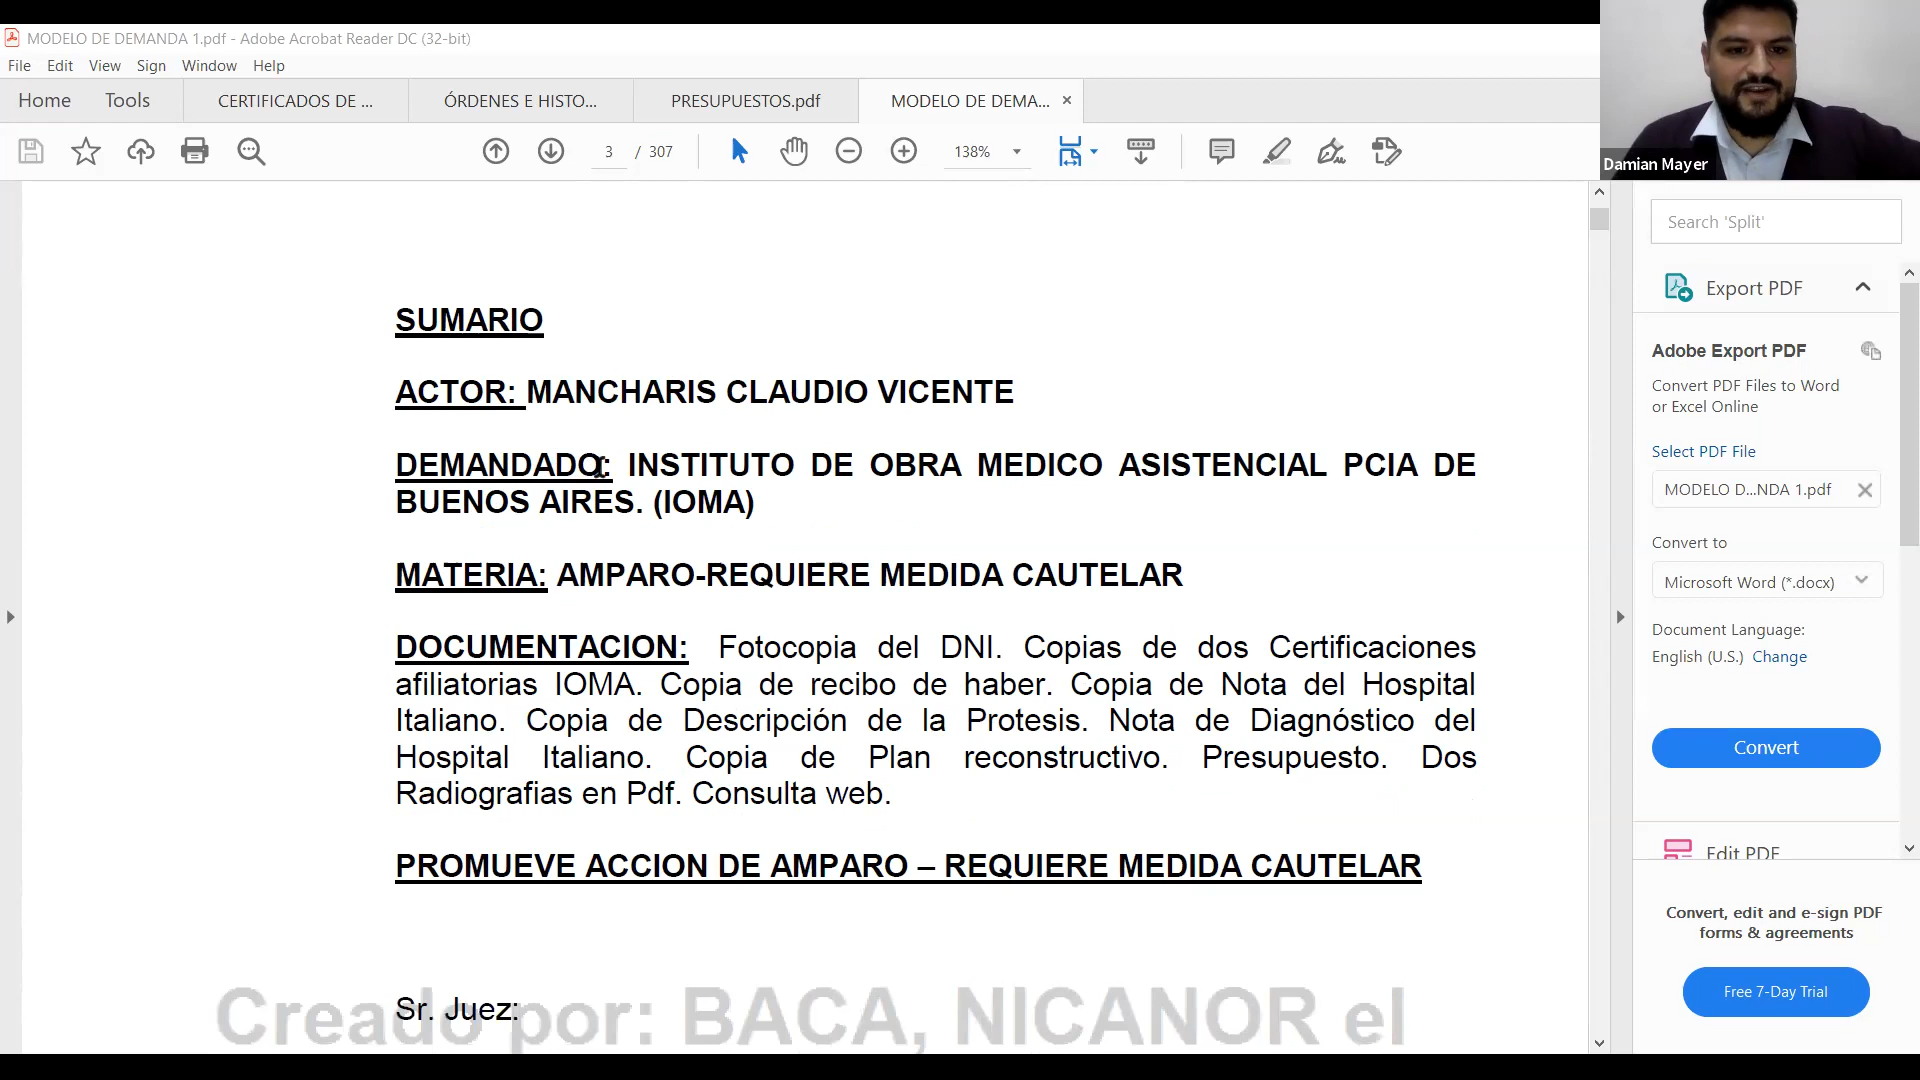 MODELO DE DEMANDA 1.pdf - Adobe Acrobat Reader DC (32-bit)
File Edit View Sign Window Help
Home Tools CERTIFICADOS DE ... ÓRDENES E HISTO... PRESUPUESTOS.pdf MODELO DE DEMA... ×
3 / 307 138%
Damian Mayer
SUMARIO
ACTOR: MANCHARIS CLAUDIO VICENTE
DEMANDADO: INSTITUTO DE OBRA MEDICO ASISTENCIAL PCIA DE
BUENOS AIRES. (IOMA)
MATERIA: AMPARO-REQUIERE MEDIDA CAUTELAR
DOCUMENTACION: Fotocopia del DNI. Copias de dos Certificaciones
afiliatorias IOMA. Copia de recibo de haber. Copia de Nota del Hospital
Italiano. Copia de Descripción de la Protesis. Nota de Diagnóstico del
Hospital Italiano. Copia de Plan reconstructivo. Presupuesto. Dos
Radiografias en Pdf. Consulta web.
PROMUEVE ACCION DE AMPARO – REQUIERE MEDIDA CAUTELAR
Sr. Juez:
Creado por: BACA, NICANOR el
Search 'Split'
Export PDF
Adobe Export PDF
Convert PDF Files to Word
or Excel Online
Select PDF File
MODELO D...NDA 1.pdf
Convert to
Microsoft Word (*.docx)
Document Language:
English (U.S.) Change
Convert
Edit PDF
Convert, edit and e-sign PDF
forms & agreements
Free 7-Day Trial